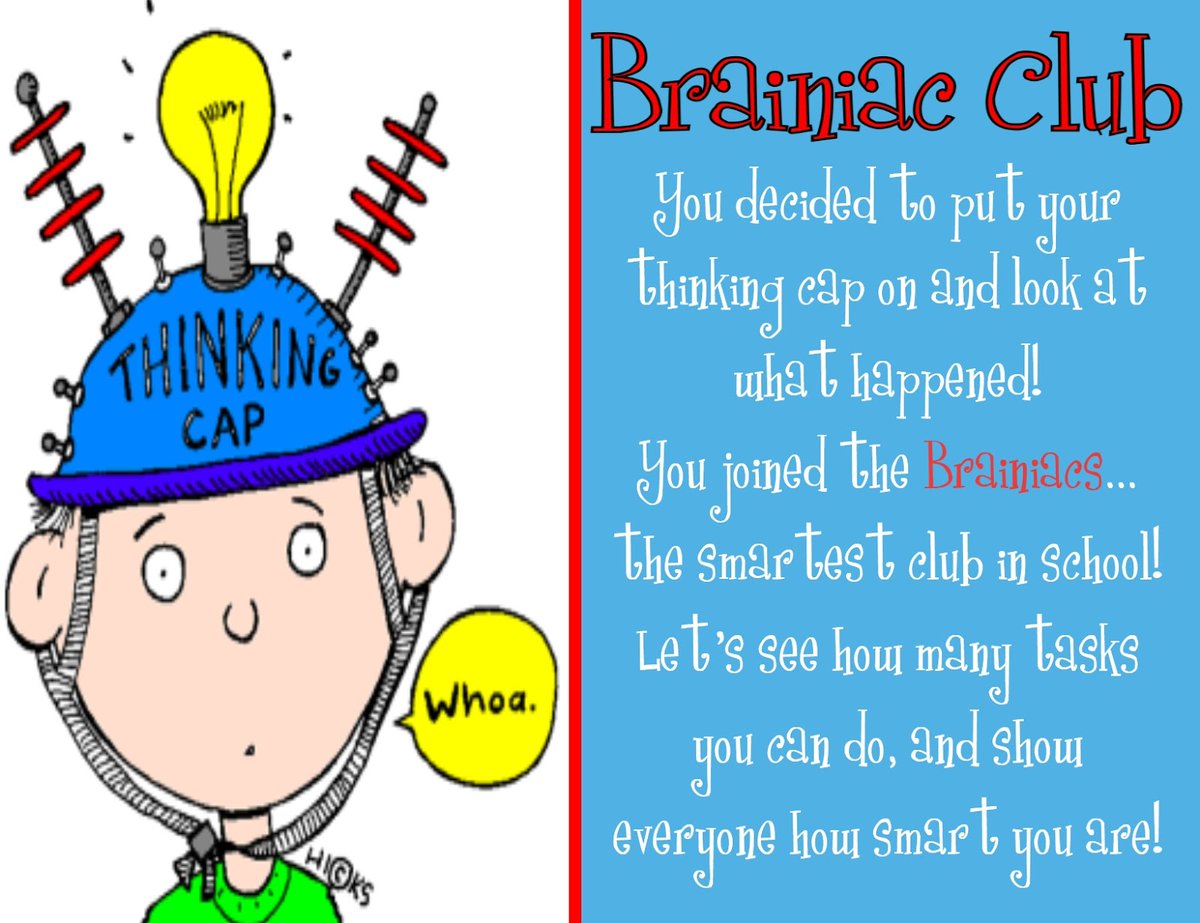 THINKING
CAP
Whoa.
HI©KS
Brainiac Club
You decided to put your
thinking cap on and look at
what happened!
You joined the Brainiacs...
the smartest club in school!
Let's see how many tasks
you can do, and show
everyone how smart you are!